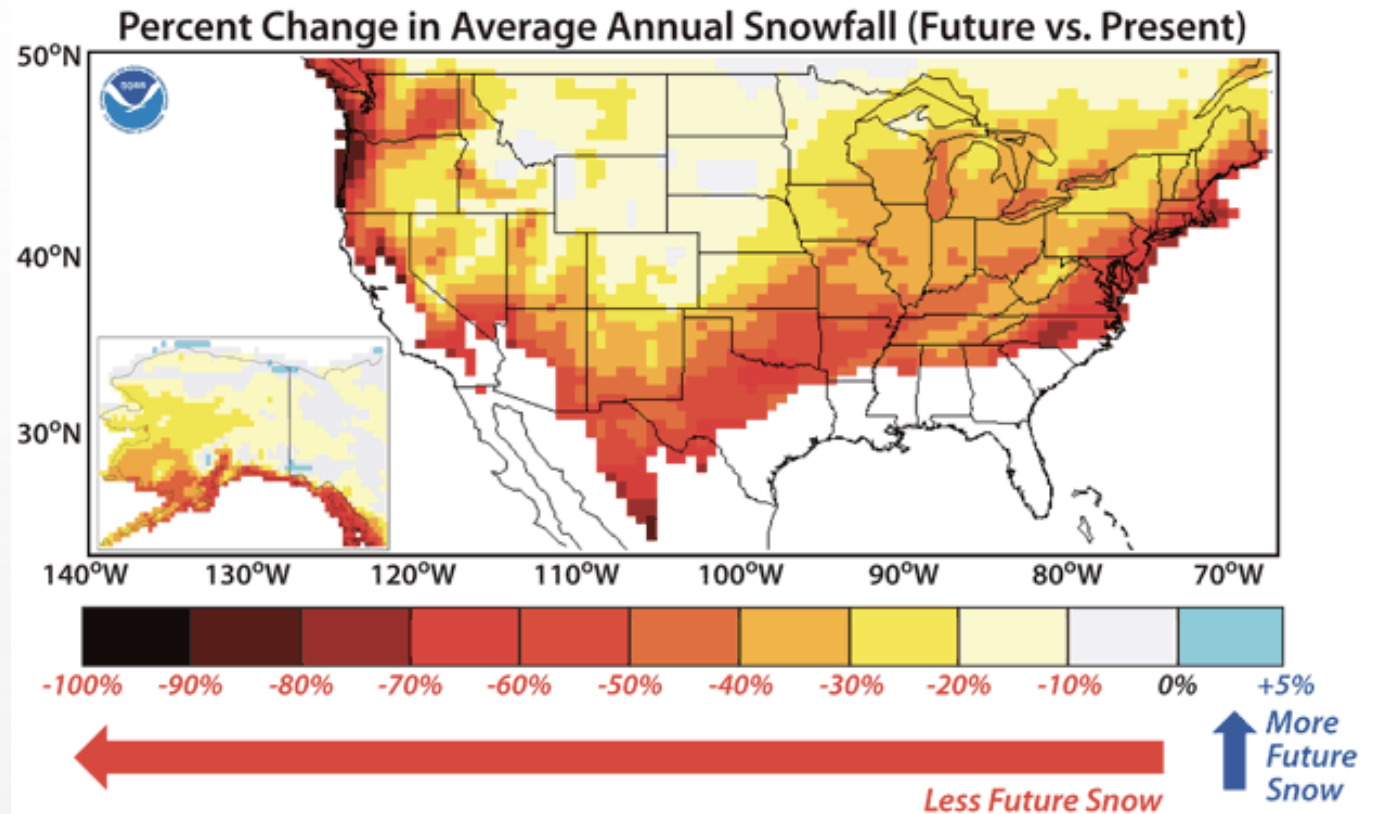 Percent Change in Average Annual Snowfall (Future vs. Present)
50°N
NOAA
40°N
30°N
140°W 130°W 120°W 110°W 100°W 90°W 80°W 70°W
-100% -90% -80% -70% -60% -50% -40% -30% -20% -10% 0% +5%
More
Future
Snow
Less Future Snow